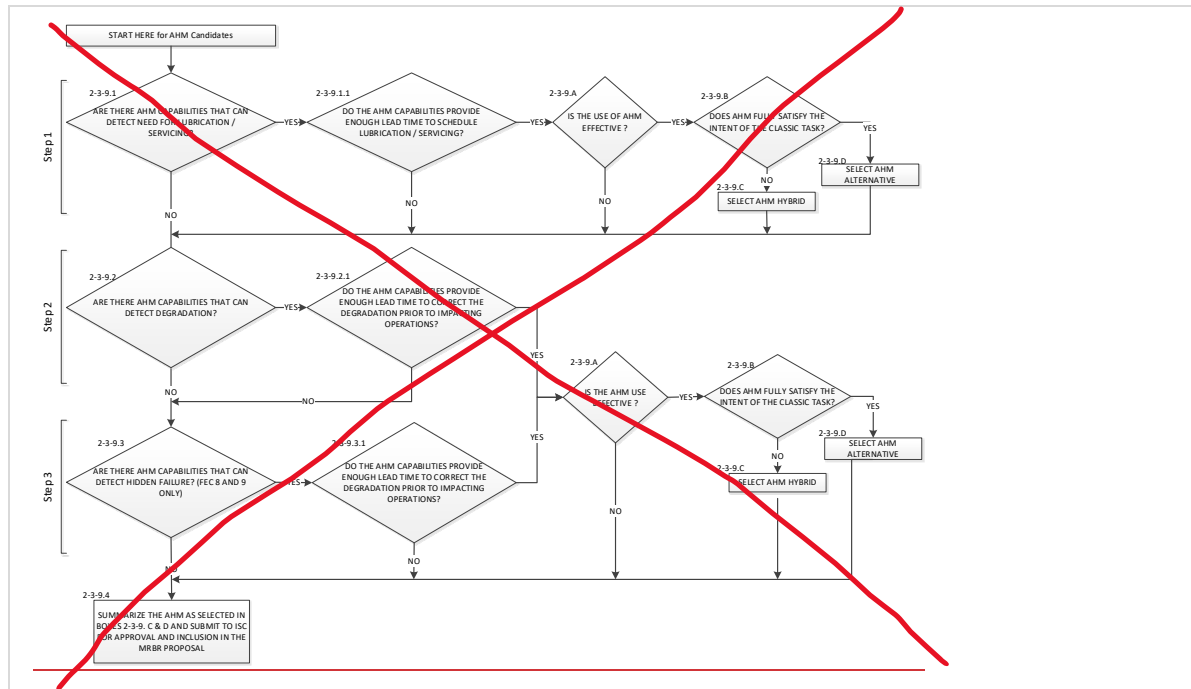 START HERE for AHM Candidates
Step 1
2-3-9.1
ARE THERE AHM CAPABILITIES THAT CAN
DETECT NEED FOR LUBRICATION /
SERVICING?
YES
NO
2-3-9.1.1
DO THE AHM CAPABILITIES PROVIDE
ENOUGH LEAD TIME TO SCHEDULE
LUBRICATION / SERVICING?
YES
NO
2-3-9.A
IS THE USE OF AHM
EFFECTIVE ?
YES
NO
2-3-9.B
DOES AHM FULLY SATISFY THE
INTENT OF THE CLASSIC TASK?
YES
NO
2-3-9.D
SELECT AHM
ALTERNATIVE
2-3-9.C
SELECT AHM HYBRID
Step 2
2-3-9.2
ARE THERE AHM CAPABILITIES THAT CAN
DETECT DEGRADATION?
YES
NO
2-3-9.2.1
DO THE AHM CAPABILITIES PROVIDE
ENOUGH LEAD TIME TO CORRECT THE
DEGRADATION PRIOR TO IMPACTING
OPERATIONS?
YES
NO
2-3-9.A
IS THE AHM USE
EFFECTIVE ?
YES
NO
2-3-9.B
DOES AHM FULLY SATISFY THE
INTENT OF THE CLASSIC TASK?
YES
NO
2-3-9.D
SELECT AHM
ALTERNATIVE
2-3-9.C
SELECT AHM HYBRID
Step 3
2-3-9.3
ARE THERE AHM CAPABILITIES THAT CAN
DETECT HIDDEN FAILURE? (FEC 8 AND 9
ONLY)
YES
NO
2-3-9.3.1
DO THE AHM CAPABILITIES PROVIDE
ENOUGH LEAD TIME TO CORRECT THE
DEGRADATION PRIOR TO IMPACTING
OPERATIONS?
YES
NO
2-3-9.4
SUMMARIZE THE AHM AS SELECTED IN
BOXES 2-3-9. C & D AND SUBMIT TO ISC
FOR APPROVAL AND INCLUSION IN THE
MRBR PROPOSAL